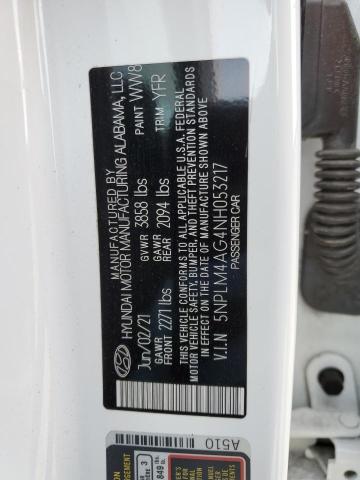 MANUFACTURED BY
HYUNDAI MOTOR MANUFACTURING ALABAMA, LLC
PAINT WW8
Jun/02/21 GVWR 3858 lbs TRIM YFR
GAWR FRONT 2271 lbs GAWR REAR 2094 lbs
THIS VEHICLE CONFORMS TO ALL APPLICABLE U.S.A. FEDERAL
MOTOR VEHICLE SAFETY, BUMPER, AND THEFT PREVENTION STANDARDS
IN EFFECT ON THE DATE OF MANUFACTURE SHOWN ABOVE
V.I.N 5NPLM4AG4NH053217
PASSENGER CAR
A510
849 lb.